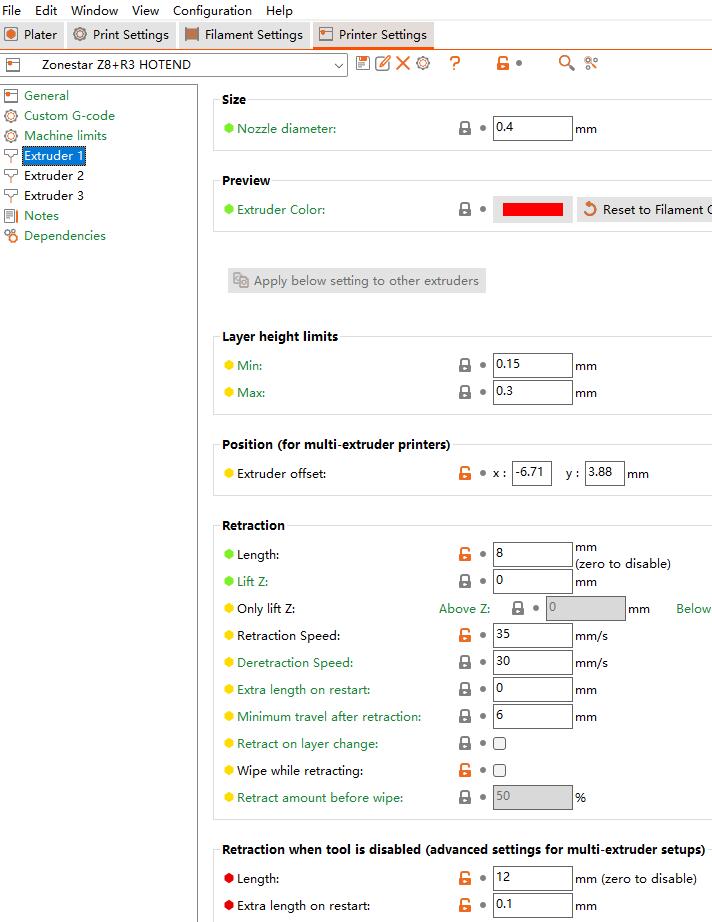 File Edit Window View Configuration Help
Plater Print Settings Filament Settings Printer Settings
Zonestar Z8+R3 HOTEND ?
General
Custom G-code
Machine limits
Extruder 1
Extruder 2
Extruder 3
Notes
Dependencies
Size
Nozzle diameter: 0.4 mm
Preview
Extruder Color: Reset to Filament C
Apply below setting to other extruders
Layer height limits
Min: 0.15 mm
Max: 0.3 mm
Position (for multi-extruder printers)
Extruder offset: x : -6.71 y : 3.88 mm
Retraction
Length: 8 mm
(zero to disable)
Lift Z: 0 mm
Only lift Z: Above Z: 0 mm Below
Retraction Speed: 35 mm/s
Deretraction Speed: 30 mm/s
Extra length on restart: 0 mm
Minimum travel after retraction: 6 mm
Retract on layer change:
Wipe while retracting:
Retract amount before wipe: 50 %
Retraction when tool is disabled (advanced settings for multi-extruder setups)
Length: 12 mm (zero to disable)
Extra length on restart: 0.1 mm